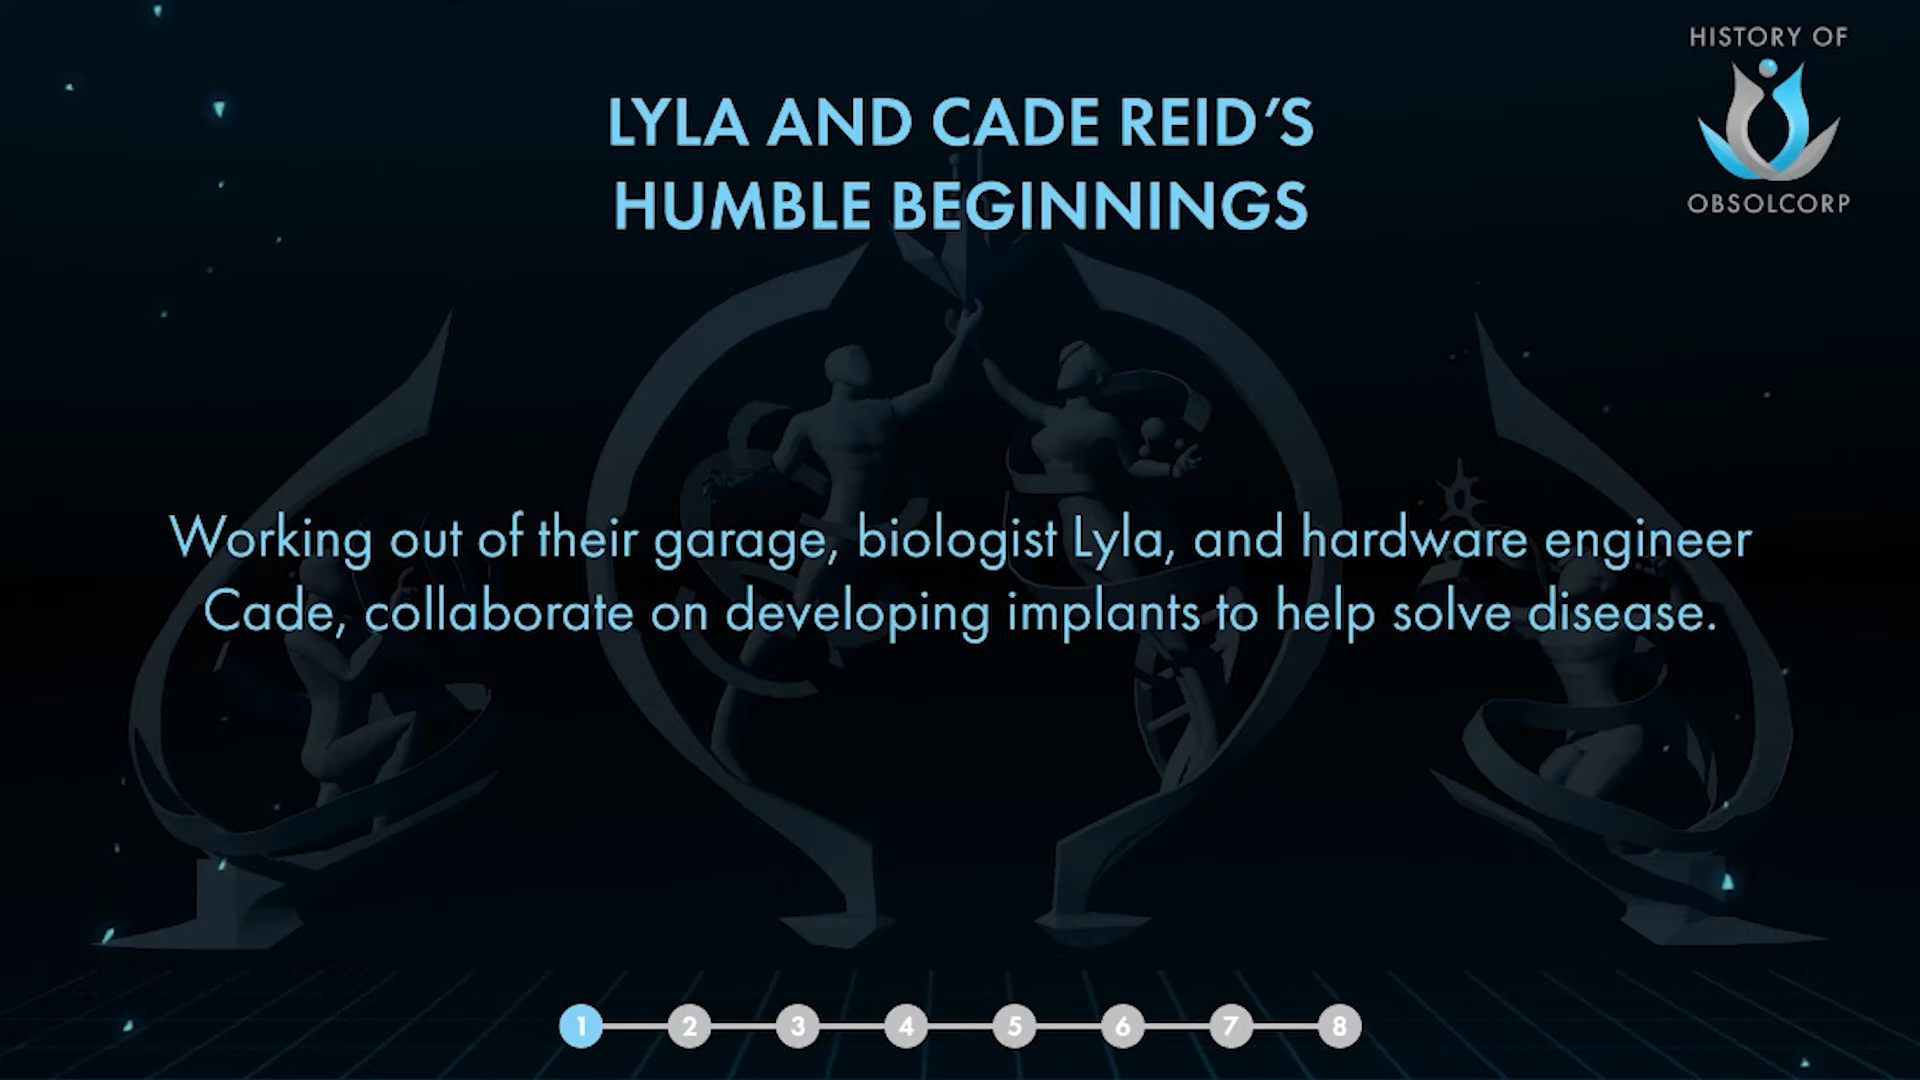 HISTORY OF
OBSOLCORP
LYLA AND CADE REID'S
HUMBLE BEGINNINGS
Working out of their garage, biologist Lyla, and hardware engineer
Cade, collaborate on developing implants to help solve disease.
1 2 3 4 5 6 7 8